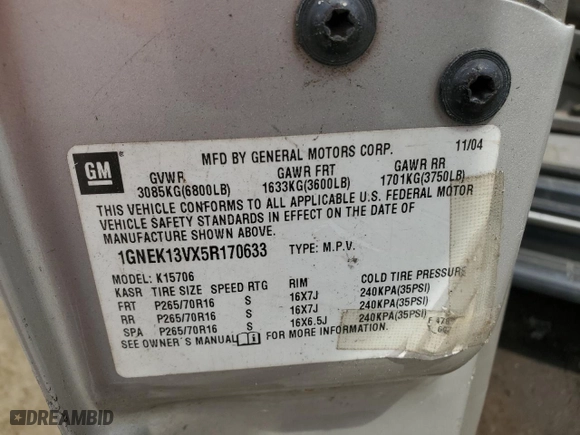 MFD BY GENERAL MOTORS CORP. 11/04
GM
GVWR GAWR FRT GAWR RR
3085KG(6800LB) 1633KG(3600LB) 1701KG(3750LB)
THIS VEHICLE CONFORMS TO ALL APPLICABLE U.S. FEDERAL MOTOR
VEHICLE SAFETY STANDARDS IN EFFECT ON THE DATE OF
MANUFACTURE SHOWN ABOVE.
1GNEK13VX5R170633 TYPE: M.P.V.
MODEL: K15706
KASR TIRE SIZE SPEED RTG RIM COLD TIRE PRESSURE
FRT P265/70R16 S 16X7J 240KPA(35PSI)
RR P265/70R16 S 16X7J 240KPA(35PSI)
SPA P265/70R16 S 16X6.5J 240KPA(35PSI)
SEE OWNER'S MANUAL FOR MORE INFORMATION.
DREAMBID